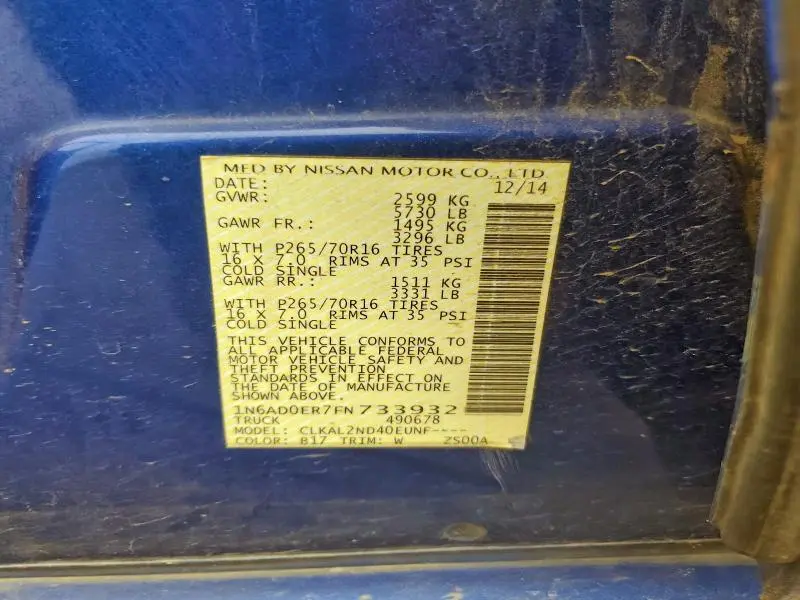 MFD BY NISSAN MOTOR CO., LTD
DATE: 12/14
GVWR: 2599 KG
5730 LB
GAWR FR.: 1495 KG
3296 LB
WITH P265/70R16 TIRES
16 X 7.0 RIMS AT 35 PSI
COLD SINGLE
GAWR RR.: 1511 KG
3331 LB
WITH P265/70R16 TIRES
16 X 7.0 RIMS AT 35 PSI
COLD SINGLE
THIS VEHICLE CONFORMS TO
ALL APPLICABLE FEDERAL
MOTOR VEHICLE SAFETY AND
THEFT PREVENTION
STANDARDS IN EFFECT ON
THE DATE OF MANUFACTURE
SHOWN ABOVE.
1N6AD0ER7FN733932
TRUCK 490678
MODEL: CLKAL2ND40EUNF----
COLOR: B17 TRIM: W ZS00A